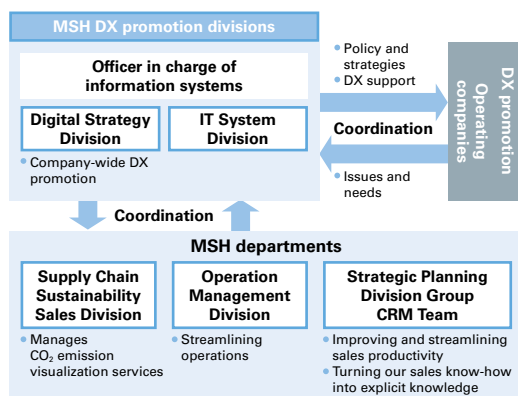 MSH DX promotion divisions
Officer in charge of
information systems
Digital Strategy
Division
IT System
Division
• Company-wide DX
promotion
• Policy and
strategies
• DX support
Coordination
• Issues and
needs
DX promotion
Operating
companies
Coordination
MSH departments
Supply Chain
Sustainability
Sales Division
• Manages
CO₂ emission
visualization services
Operation
Management
Division
• Streamlining
operations
Strategic Planning
Division Group
CRM Team
• Improving and streamlining
sales productivity
• Turning our sales know-how
into explicit knowledge